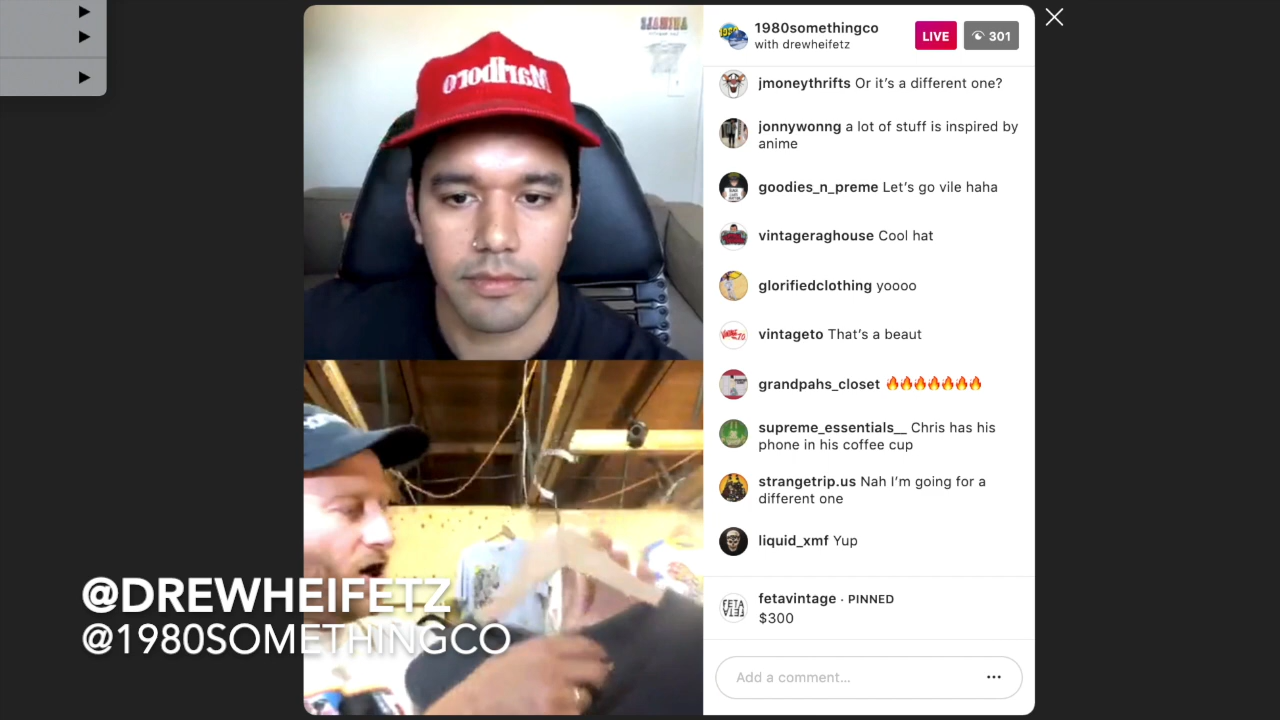 Marlboro
1980somethingco
with drewheifetz
LIVE
301
jmoneythrifts Or it's a different one?
jonnywonng a lot of stuff is inspired by
anime
goodies_n_preme Let's go vile haha
vintageraghouse Cool hat
glorifiedclothing yoooo
vintageto That's a beaut
grandpahs_closet 🔥🔥🔥🔥🔥🔥🔥
supreme_essentials__ Chris has his
phone in his coffee cup
strangetrip.us Nah I'm going for a
different one
liquid_xmf Yup
fetavintage · PINNED
$300
Add a comment...
@DREWHEIFETZ
@1980SOMETHINGCO